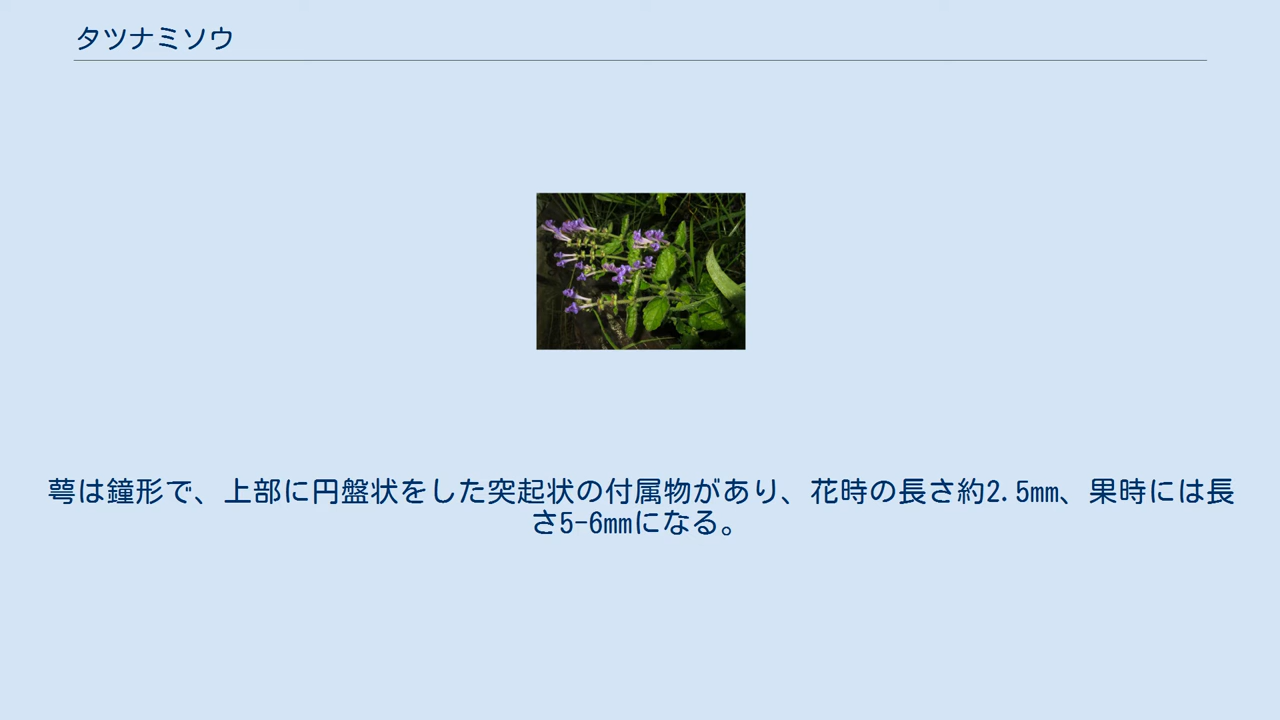 タツナミソウ
萼は鐘形で、上部に円盤状をした突起状の付属物があり、花時の長さ約2.5mm、果時には長
さ5-6mmになる。